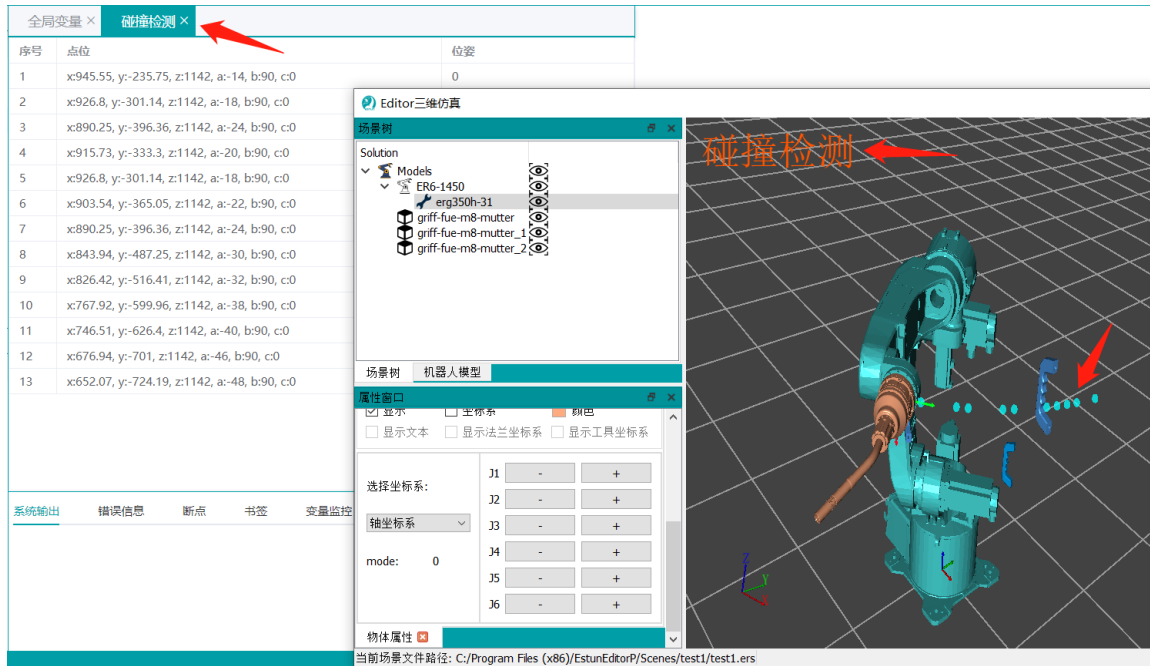 全局变量 × 碰撞检测 ×
序号 点位 位姿
1 x:945.55, y:-235.75, z:1142, a:-14, b:90, c:0 0
2 x:926.8, y:-301.14, z:1142, a:-18, b:90, c:0
3 x:890.25, y:-396.36, z:1142, a:-24, b:90, c:0
4 x:915.73, y:-333.3, z:1142, a:-20, b:90, c:0
5 x:926.8, y:-301.14, z:1142, a:-18, b:90, c:0
6 x:903.54, y:-365.05, z:1142, a:-22, b:90, c:0
7 x:890.25, y:-396.36, z:1142, a:-24, b:90, c:0
8 x:843.94, y:-487.25, z:1142, a:-30, b:90, c:0
9 x:826.42, y:-516.41, z:1142, a:-32, b:90, c:0
10 x:767.92, y:-599.96, z:1142, a:-38, b:90, c:0
11 x:746.51, y:-626.4, z:1142, a:-40, b:90, c:0
12 x:676.94, y:-701, z:1142, a:-46, b:90, c:0
13 x:652.07, y:-724.19, z:1142, a:-48, b:90, c:0
系统输出 错误信息 断点 书签 变量监控
Editor三维仿真
场景树
Solution
Models
ER6-1450
erg350h-31
griff-fue-m8-mutter
griff-fue-m8-mutter_1
griff-fue-m8-mutter_2
场景树 机器人模型
属性窗口
显示 坐标系 颜色
显示文本 显示法兰坐标系 显示工具坐标系
选择坐标系:
轴坐标系
mode: 0
J1 - +
J2 - +
J3 - +
J4 - +
J5 - +
J6 - +
物体属性
当前场景文件路径: C:/Program Files (x86)/EstunEditorP/Scenes/test1/test1.ers
碰撞检测
Z
Y
X